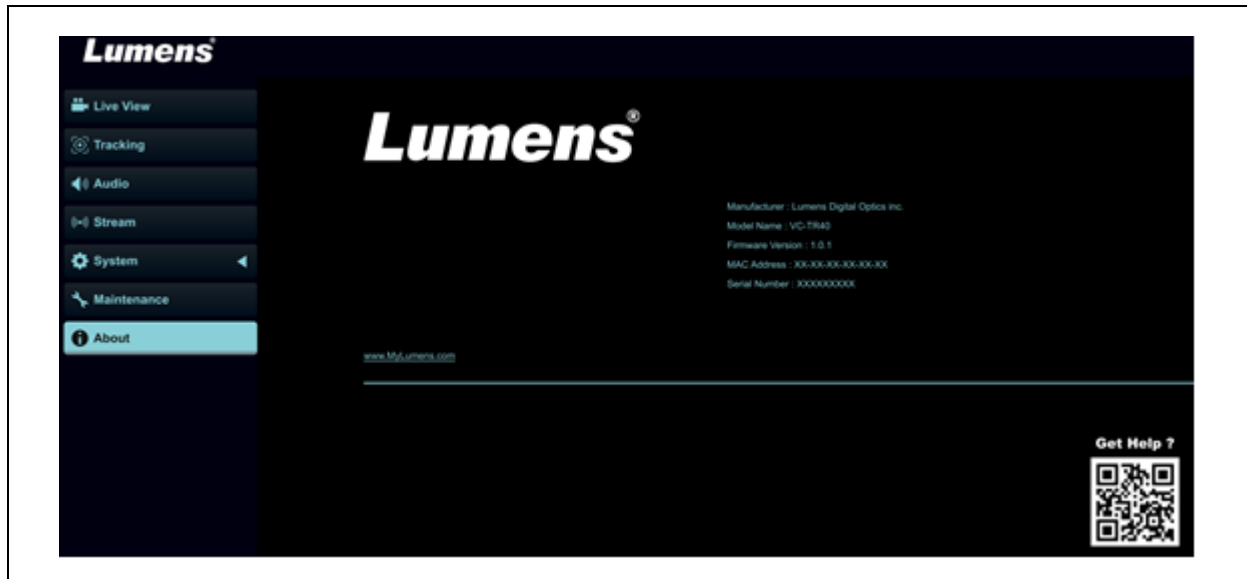 Lumens
Live View
Tracking
Audio
Stream
System
Maintenance
About
Lumens®
Manufacturer : Lumens Digital Optics inc.
Model Name : VC-TR40
Firmware Version : 1.0.1
MAC Address : XX-XX-XX-XX-XX-XX
Serial Number : XXXXXXXXXX
www.MyLumens.com
Get Help ?